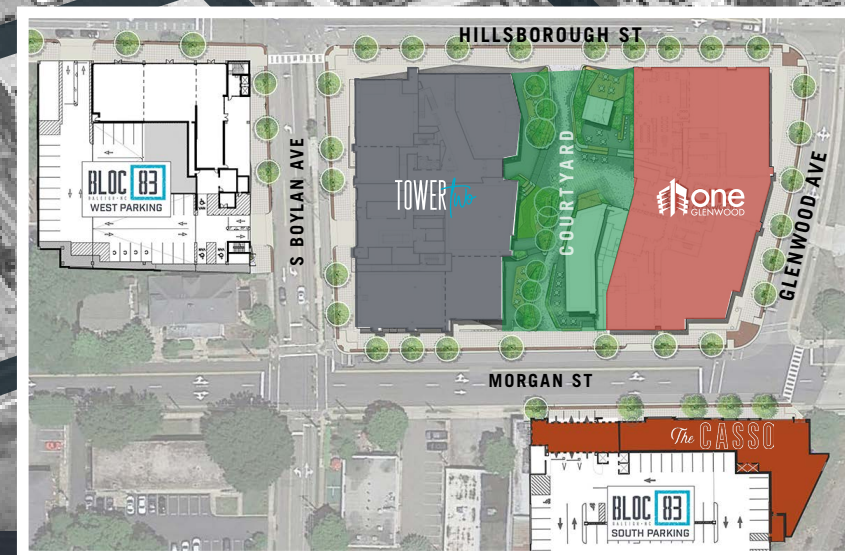 HILLSBOROUGH ST
BLOC 83
RALEIGH·NC
WEST PARKING
S BOYLAN AVE
TOWER two
COURTYARD
one
GLENWOOD
GLENWOOD AVE
MORGAN ST
The CASSO
BLOC 83
RALEIGH·NC
SOUTH PARKING